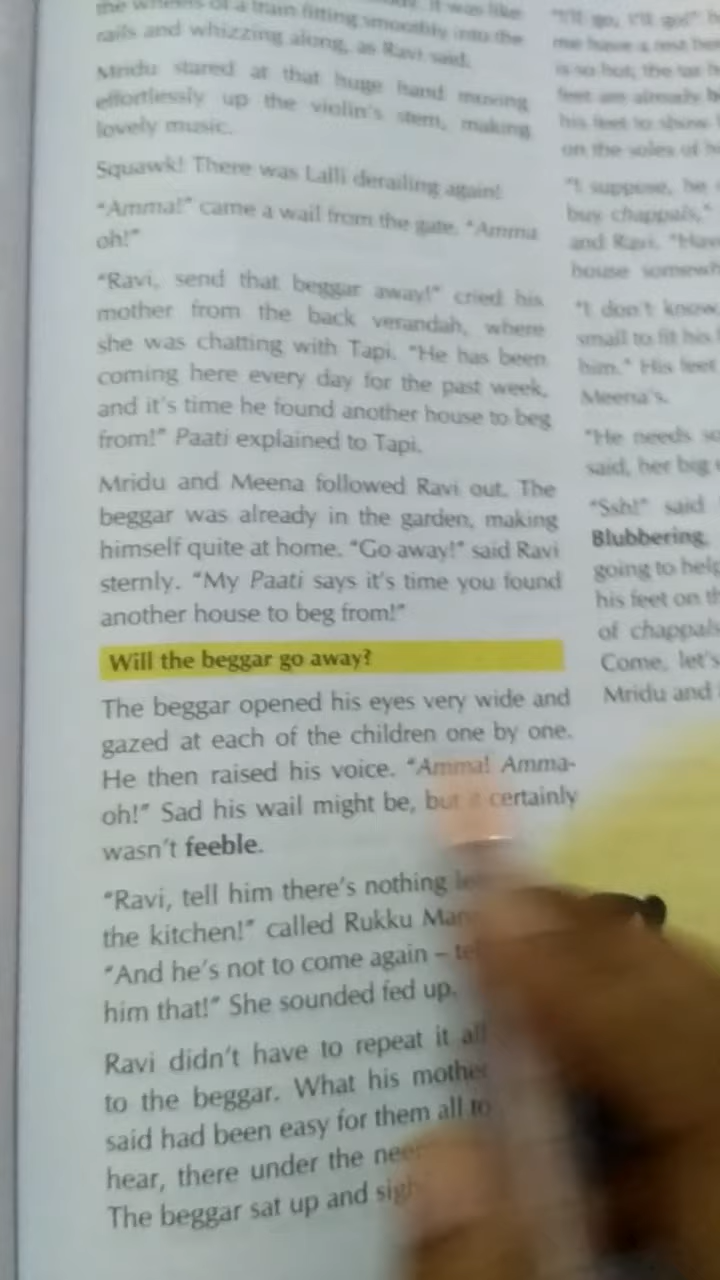 the wheels of a train fitting smoothly into the
rails and whizzing along, as Ravi said.
Mridu stared at that huge hand moving
effortlessly up the violin's stem, making
lovely music.
Squawk! There was Lalli derailing again!
"Amma!" came a wail from the gate. "Amma
oh!"
"Ravi, send that beggar away!" cried his
mother from the back verandah, where
she was chatting with Tapi. "He has been
coming here every day for the past week,
and it's time he found another house to beg
from!" Paati explained to Tapi.
Mridu and Meena followed Ravi out. The
beggar was already in the garden, making
himself quite at home. "Go away!" said Ravi
sternly. "My Paati says it's time you found
another house to beg from!"
Will the beggar go away?
The beggar opened his eyes very wide and
gazed at each of the children one by one.
He then raised his voice. "Amma! Amma-
oh!" Sad his wail might be, but it certainly
wasn't feeble.
"Ravi, tell him there's nothing
the kitchen!" called Rukku
"And he's not to come again –
him that!" She sounded fed up.
Ravi didn't have to repeat it all
to the beggar. What his mother
said had been easy for them all to
hear, there under the
The beggar sat up and
"I'll go, I'll go!"
me have a rest
is so hot, the tar
feet are already
his feet to show
on the soles of
"I suppose, he
buy chappals,"
and Ravi. "Have
house
"I don't know,
small to fit his
him." His feet
Meena's.
"He needs
said, her big
"Ssh!" said
Blubbering,
going to help
his feet on
of chappals
Come, let's
Mridu and